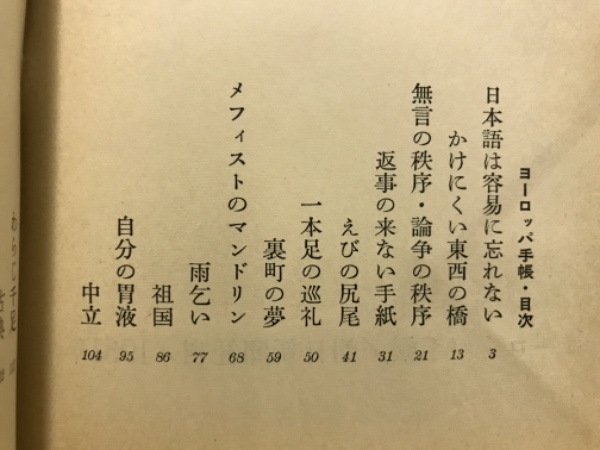 ヨーロッパ手帳・目次
日本語は容易に忘れない 3
かけにくい東西の橋 13
無言の秩序・論争の秩序 21
返事の来ない手紙 31
えびの尻尾 41
一本足の巡礼 50
裏町の夢 59
メフィストのマンドリン 68
雨乞い 77
祖国 86
自分の胃液 95
中立 104